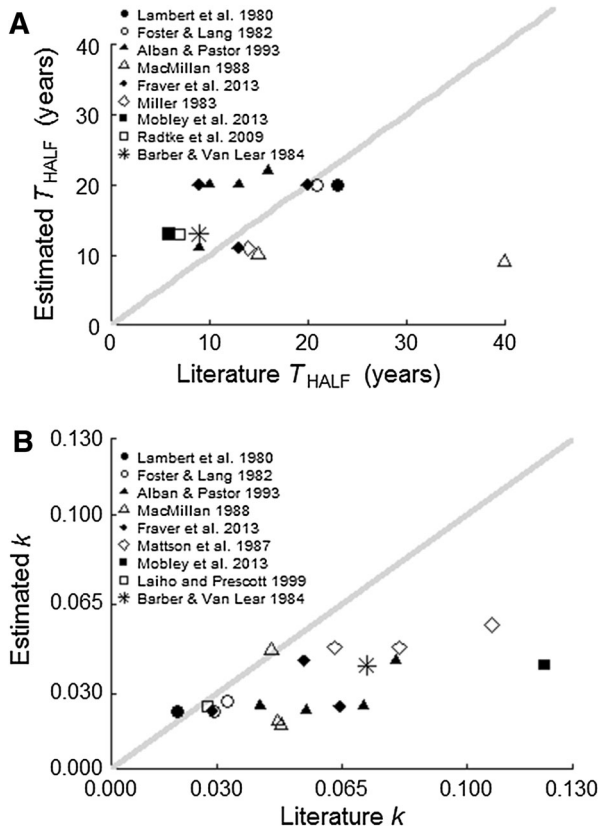 A
Lambert et al. 1980
Foster & Lang 1982
Alban & Pastor 1993
MacMillan 1988
Fraver et al. 2013
Miller 1983
Mobley et al. 2013
Radtke et al. 2009
Barber & Van Lear 1984
Estimated THALF (years)
40
30
20
10
0
0 10 20 30 40
Literature THALF (years)
B
Lambert et al. 1980
Foster & Lang 1982
Alban & Pastor 1993
MacMillan 1988
Fraver et al. 2013
Mattson et al. 1987
Mobley et al. 2013
Laiho and Prescott 1999
Barber & Van Lear 1984
Estimated k
0.130
0.100
0.065
0.030
0.000
0.000 0.030 0.065 0.100 0.130
Literature k